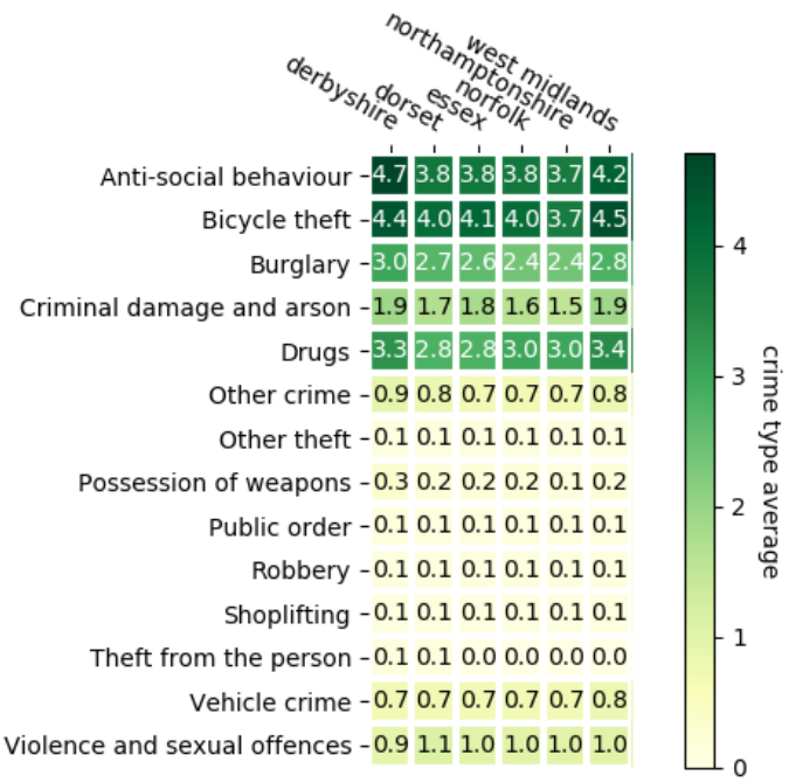 derbyshire
dorset
essex
norfolk
northamptonshire
west midlands
Anti-social behaviour 4.7 3.8 3.8 3.8 3.7 4.2
Bicycle theft 4.4 4.0 4.1 4.0 3.7 4.5
Burglary 3.0 2.7 2.6 2.4 2.4 2.8
Criminal damage and arson 1.9 1.7 1.8 1.6 1.5 1.9
Drugs 3.3 2.8 2.8 3.0 3.0 3.4
Other crime 0.9 0.8 0.7 0.7 0.7 0.8
Other theft 0.1 0.1 0.1 0.1 0.1 0.1
Possession of weapons 0.3 0.2 0.2 0.2 0.1 0.2
Public order 0.1 0.1 0.1 0.1 0.1 0.1
Robbery 0.1 0.1 0.1 0.1 0.1 0.1
Shoplifting 0.1 0.1 0.1 0.1 0.1 0.1
Theft from the person 0.1 0.1 0.0 0.0 0.0 0.0
Vehicle crime 0.7 0.7 0.7 0.7 0.7 0.8
Violence and sexual offences 0.9 1.1 1.0 1.0 1.0 1.0
4
3
2
1
0
crime type average